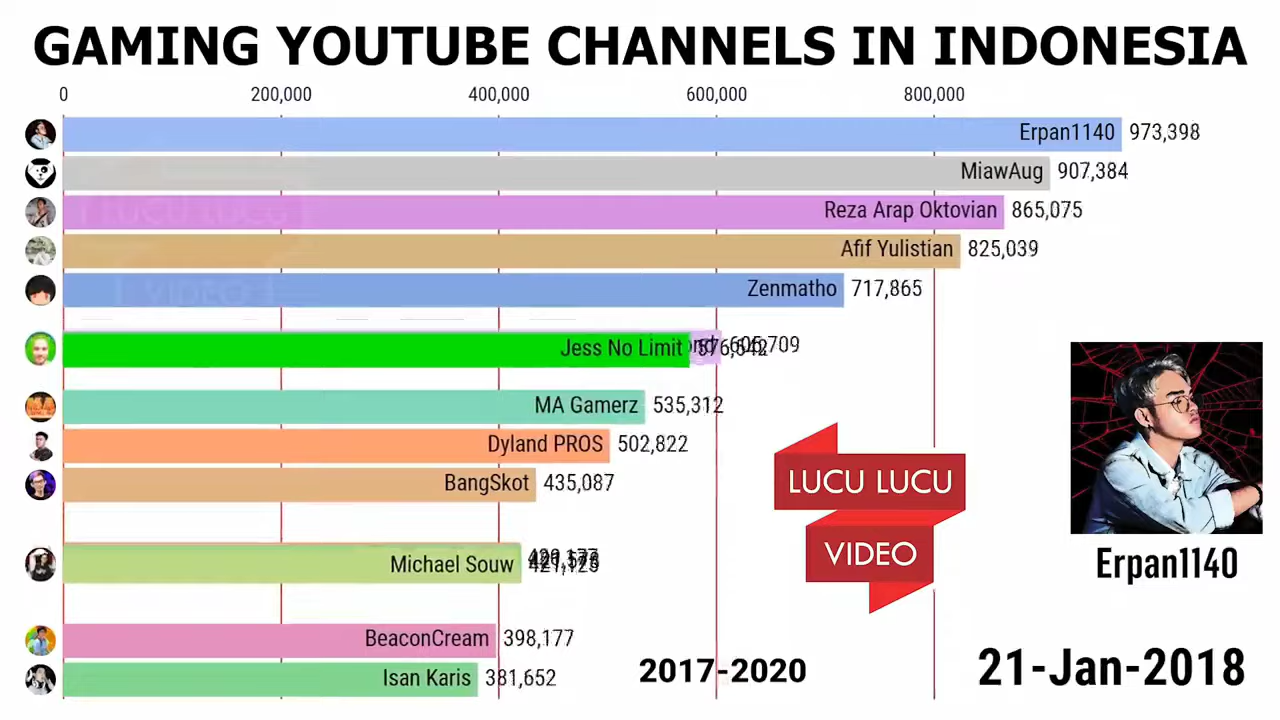 GAMING YOUTUBE CHANNELS IN INDONESIA
0 200,000 400,000 600,000 800,000
Erpan1140 973,398
MiawAug 907,384
Reza Arap Oktovian 865,075
Afif Yulistian 825,039
Zenmatho 717,865
Jess No Limit
MA Gamerz 535,312
Dyland PROS 502,822
BangSkot 435,087
LUCU LUCU
VIDEO
Michael Souw
Erpan1140
BeaconCream 398,177
Isan Karis 381,652
2017-2020
21-Jan-2018